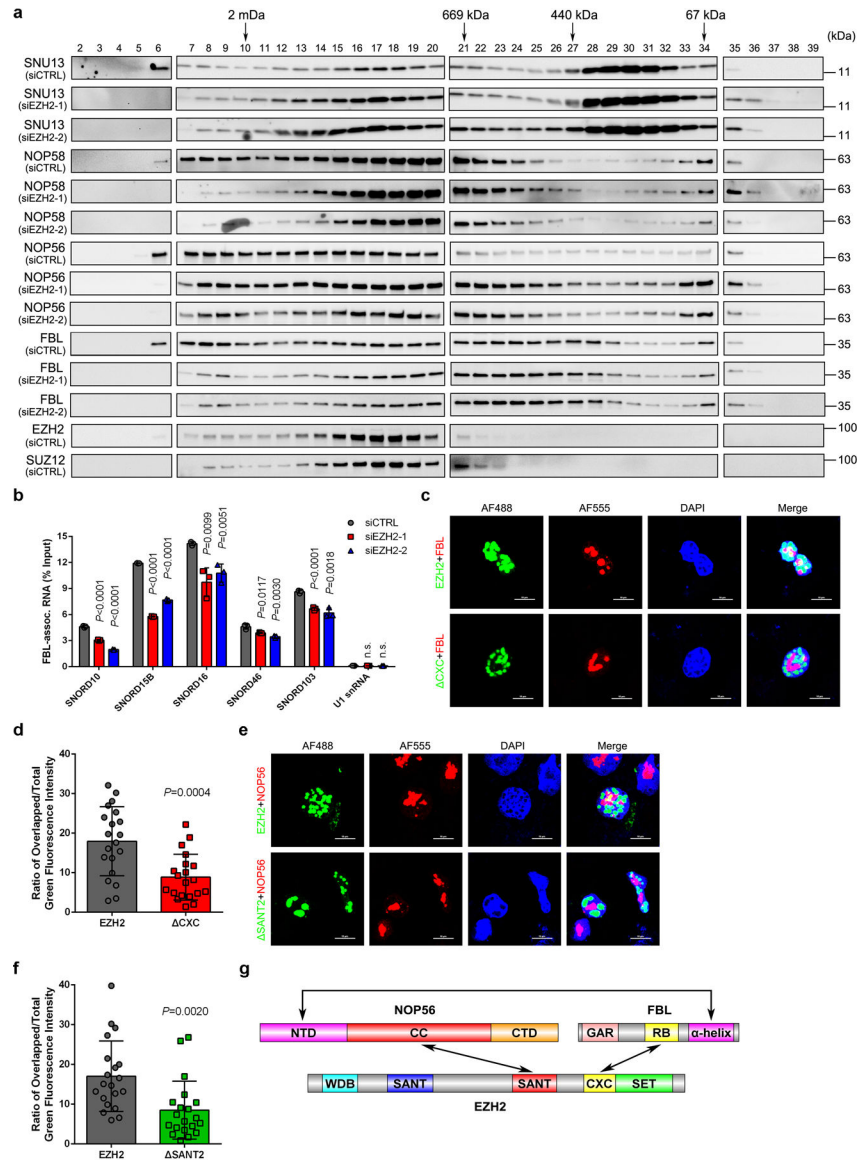 a
2 mDa 669 kDa 440 kDa 67 kDa
2 3 4 5 6 7 8 9 10 11 12 13 14 15 16 17 18 19 20 21 22 23 24 25 26 27 28 29 30 31 32 33 34 35 36 37 38 39 (kDa)
SNU13
(siCTRL) 11
SNU13
(siEZH2-1) 11
SNU13
(siEZH2-2) 11
NOP58
(siCTRL) 63
NOP58
(siEZH2-1) 63
NOP58
(siEZH2-2) 63
NOP56
(siCTRL) 63
NOP56
(siEZH2-1) 63
NOP56
(siEZH2-2) 63
FBL
(siCTRL) 35
FBL
(siEZH2-1) 35
FBL
(siEZH2-2) 35
EZH2
(siCTRL) 100
SUZ12
(siCTRL) 100
b
FBL-assoc. RNA (% Input)
15
12
9
6
3
0
siCTRL
siEZH2-1
siEZH2-2
P<0.0001
P<0.0001
P<0.0001
P<0.0001
P=0.0099
P=0.0051
P=0.0117
P=0.0030
P<0.0001
P=0.0018
n.s.
n.s.
SNORD10
SNORD15B
SNORD16
SNORD46
SNORD103
U1 snRNA
c
AF488 AF555 DAPI Merge
EZH2+FBL
ΔCXC+FBL
d
Ratio of Overlapped/Total
Green Fluorescence Intensity
40
30
20
10
0
P=0.0004
EZH2 ΔCXC
e
AF488 AF555 DAPI Merge
EZH2+NOP56
ΔSANT2+NOP56
f
Ratio of Overlapped/Total
Green Fluorescence Intensity
40
30
20
10
0
P=0.0020
EZH2 ΔSANT2
g
NOP56 FBL
NTD CC CTD GAR RB α-helix
WDB SANT SANT CXC SET
EZH2